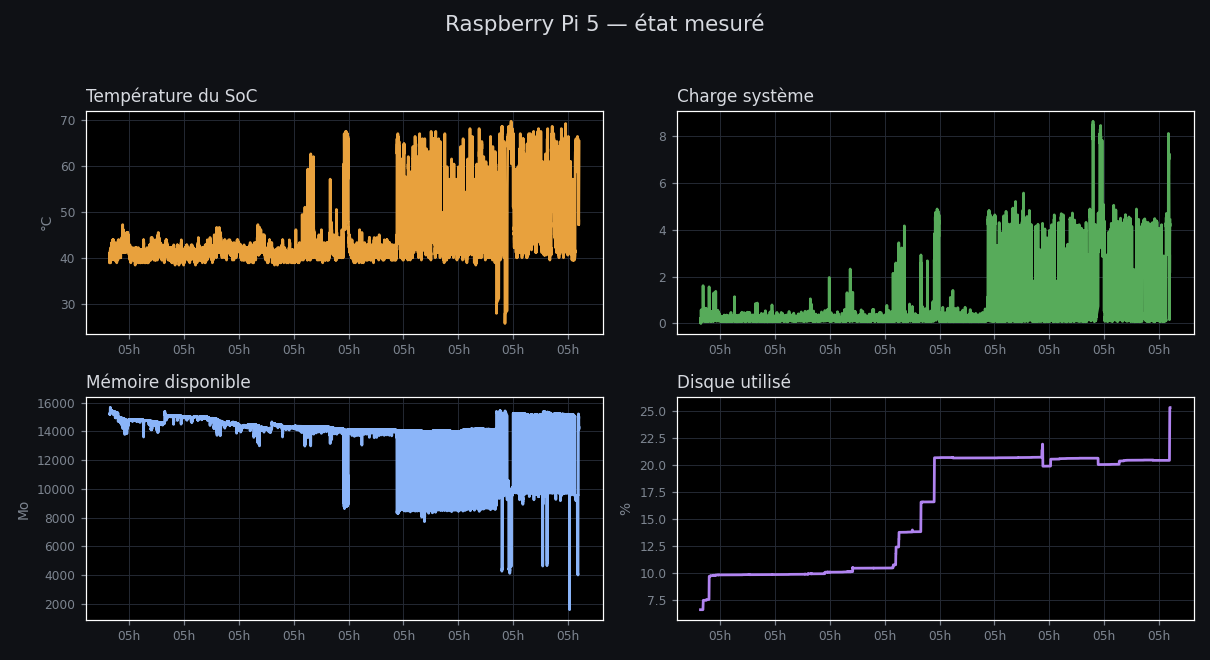 Raspberry Pi 5 — état mesuré
Température du SoC
°C
70
60
50
40
30
05h 05h 05h 05h 05h 05h 05h 05h 05h
Charge système
8
6
4
2
0
05h 05h 05h 05h 05h 05h 05h 05h 05h
Mémoire disponible
Mo
16000
14000
12000
10000
8000
6000
4000
2000
05h 05h 05h 05h 05h 05h 05h 05h 05h
Disque utilisé
%
25.0
22.5
20.0
17.5
15.0
12.5
10.0
7.5
05h 05h 05h 05h 05h 05h 05h 05h 05h